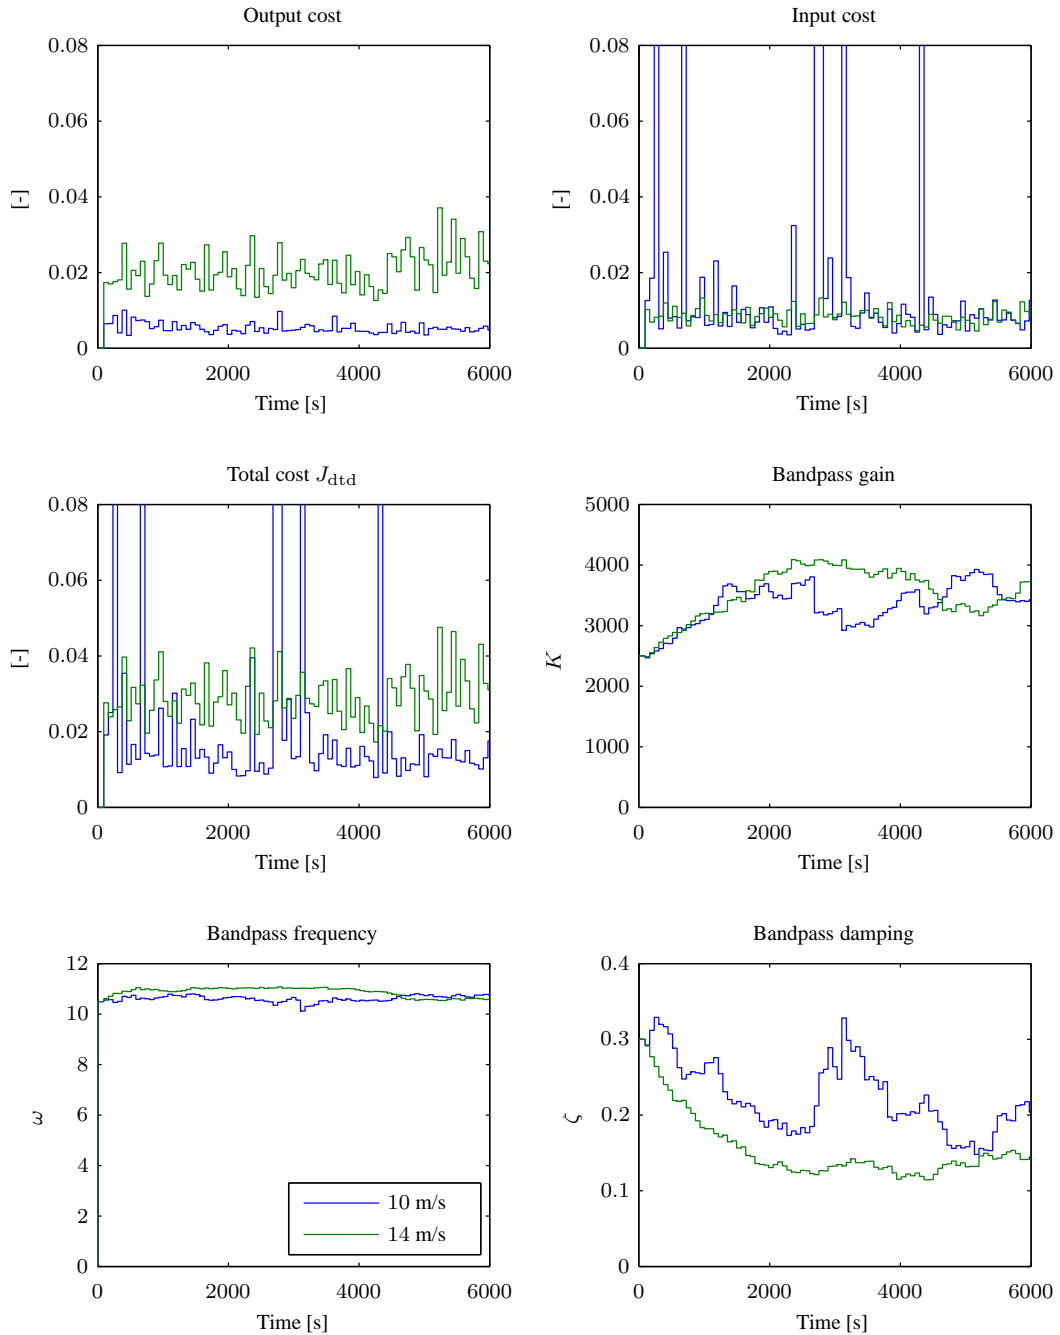 Output cost
0.08
0.06
0.04
0.02
0
[-]
0 2000 4000 6000
Time [s]
Input cost
0.08
0.06
0.04
0.02
0
[-]
0 2000 4000 6000
Time [s]
Total cost J_dtd
0.08
0.06
0.04
0.02
0
[-]
0 2000 4000 6000
Time [s]
Bandpass gain
5000
4000
3000
2000
1000
0
K
0 2000 4000 6000
Time [s]
Bandpass frequency
12
10
8
6
4
2
0
ω
10 m/s
14 m/s
0 2000 4000 6000
Time [s]
Bandpass damping
0.4
0.3
0.2
0.1
0
ζ
0 2000 4000 6000
Time [s]